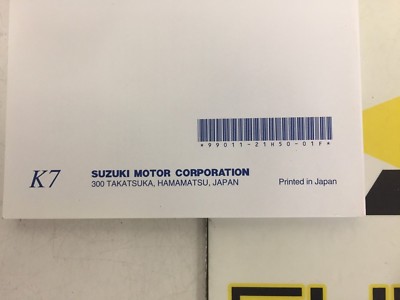 *99011-21H50-01F*
K7
SUZUKI MOTOR CORPORATION
300 TAKATSUKA, HAMAMATSU, JAPAN
Printed in Japan